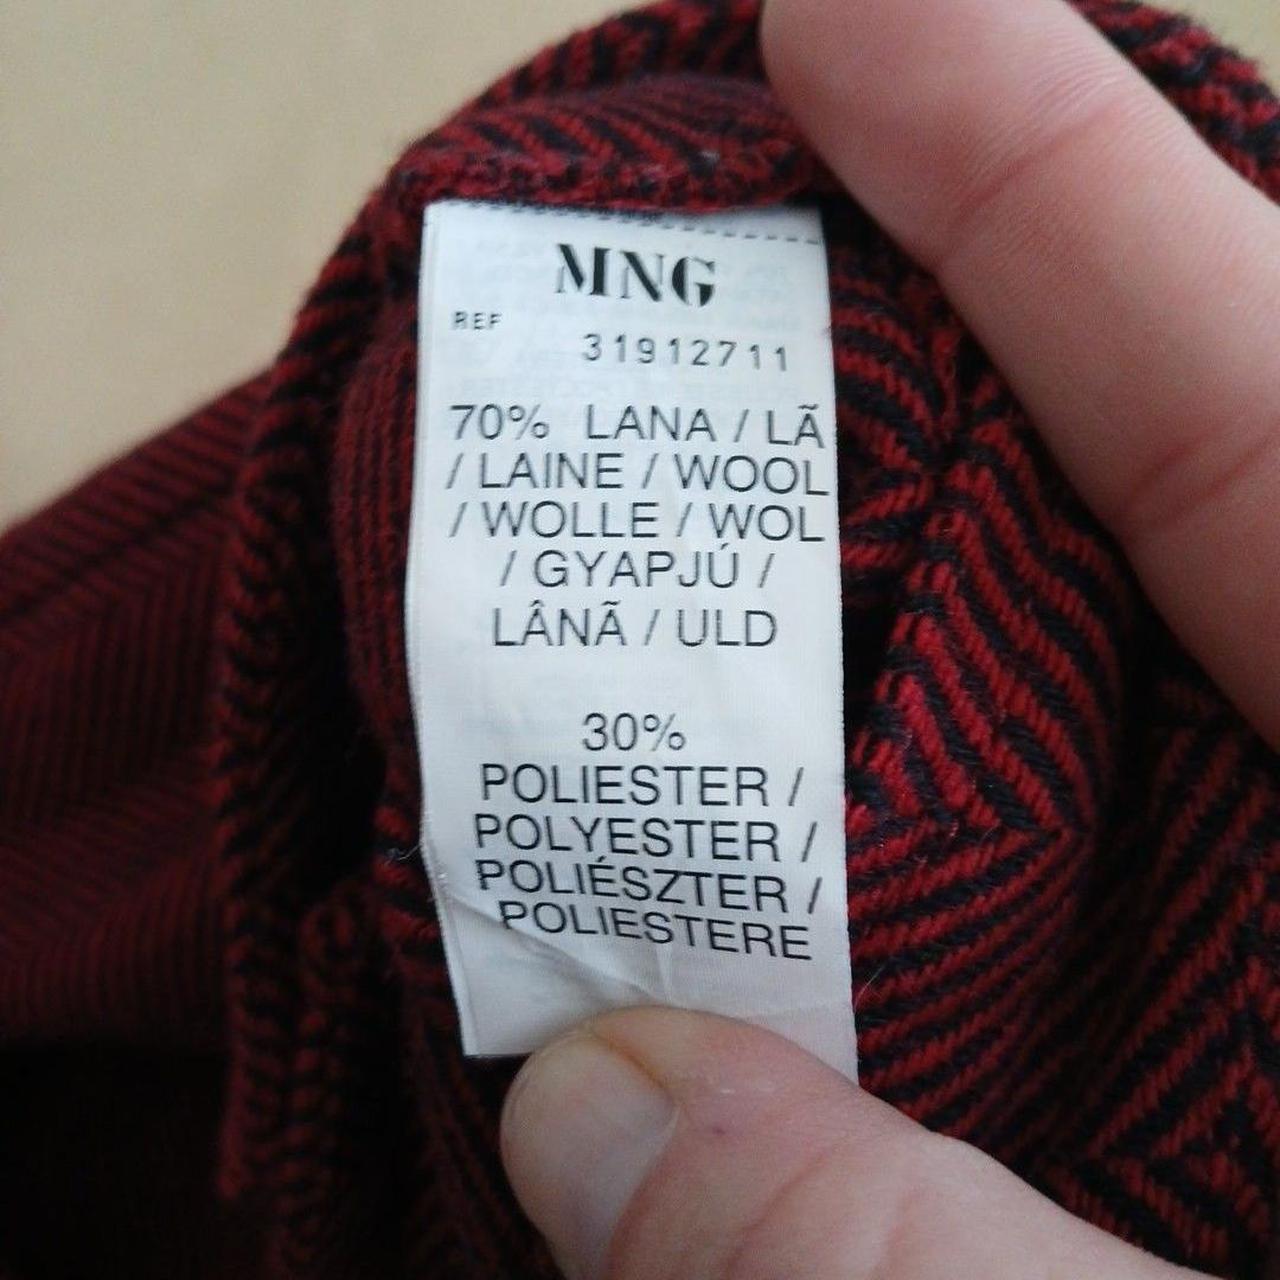 MNG
REF
31912711
70% LANA / LÃ
/ LAINE / WOOL
/ WOLLE / WOL
/ GYAPJÚ /
LÂNÃ / ULD
30%
POLIESTER /
POLYESTER /
POLIÉSZTER /
POLIESTERE